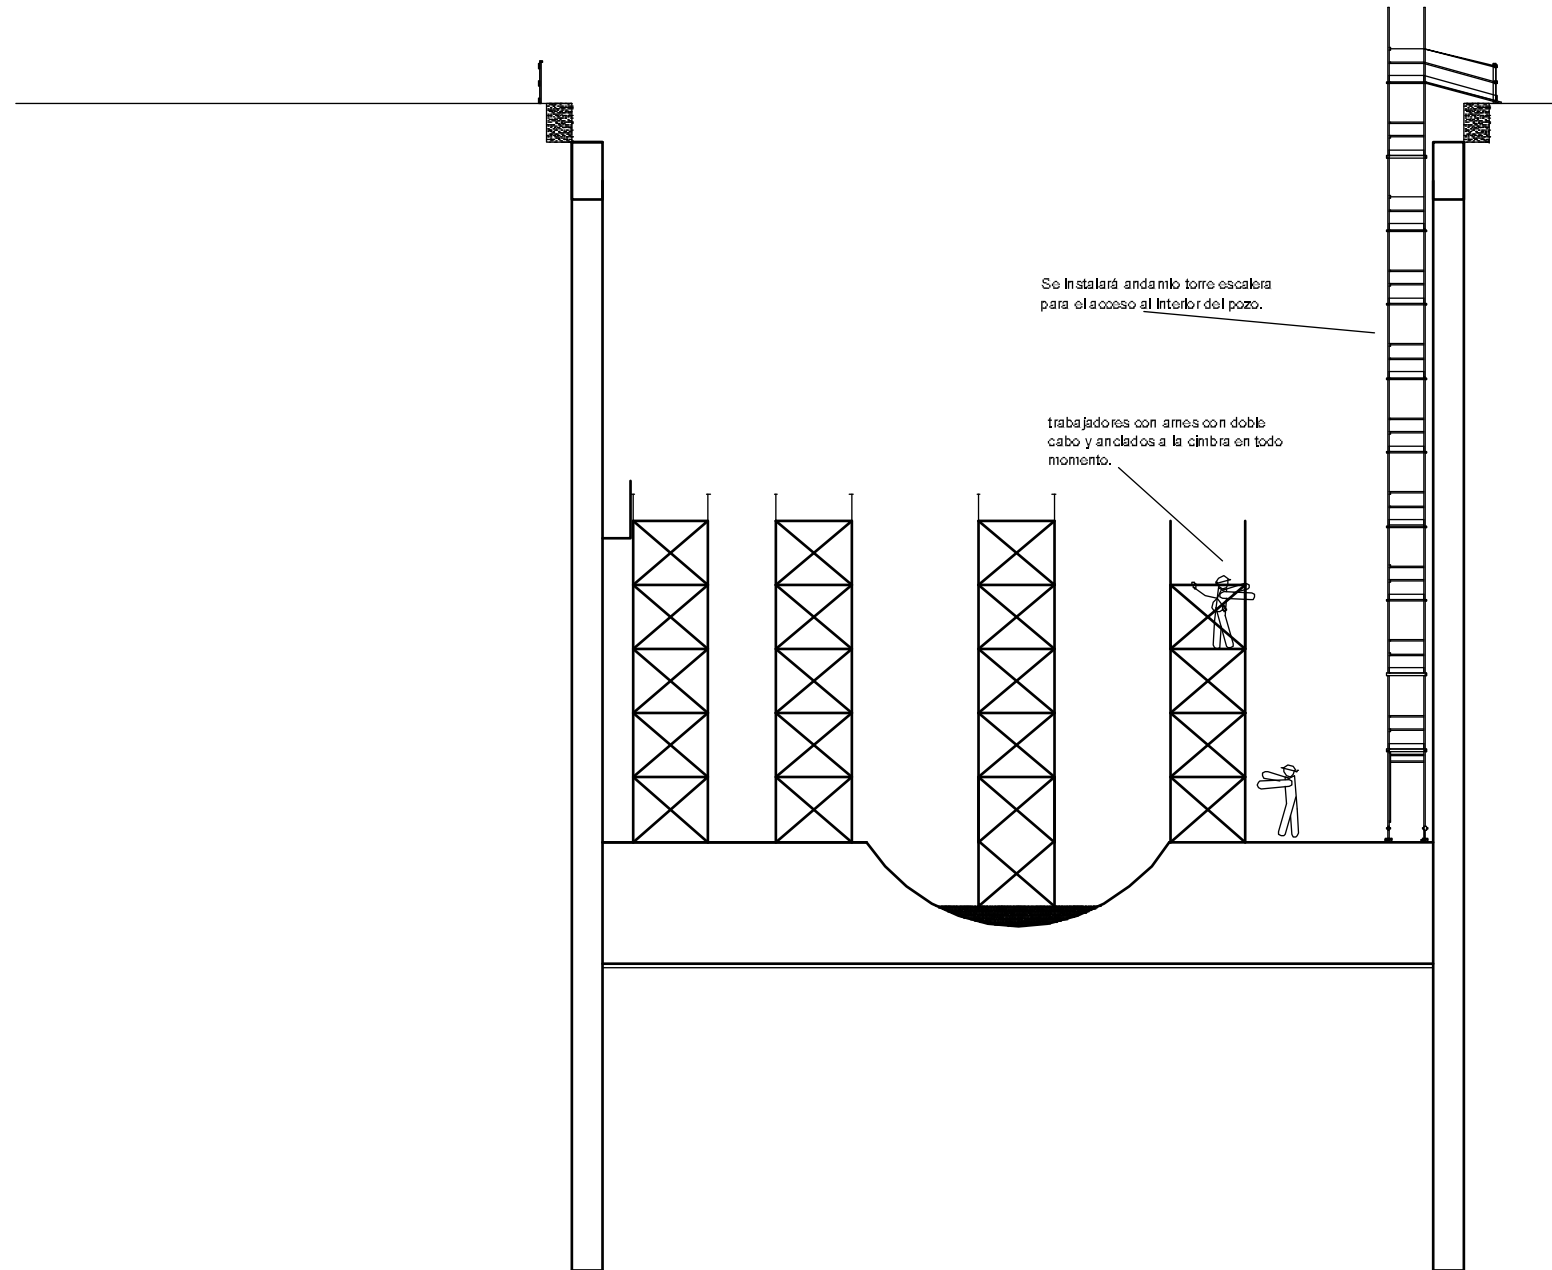 Se instalará andamio torre escalera
para el acceso al interior del pozo.
trabajadores con arnes con doble
cabo y anclados a la cimbra en todo
momento.